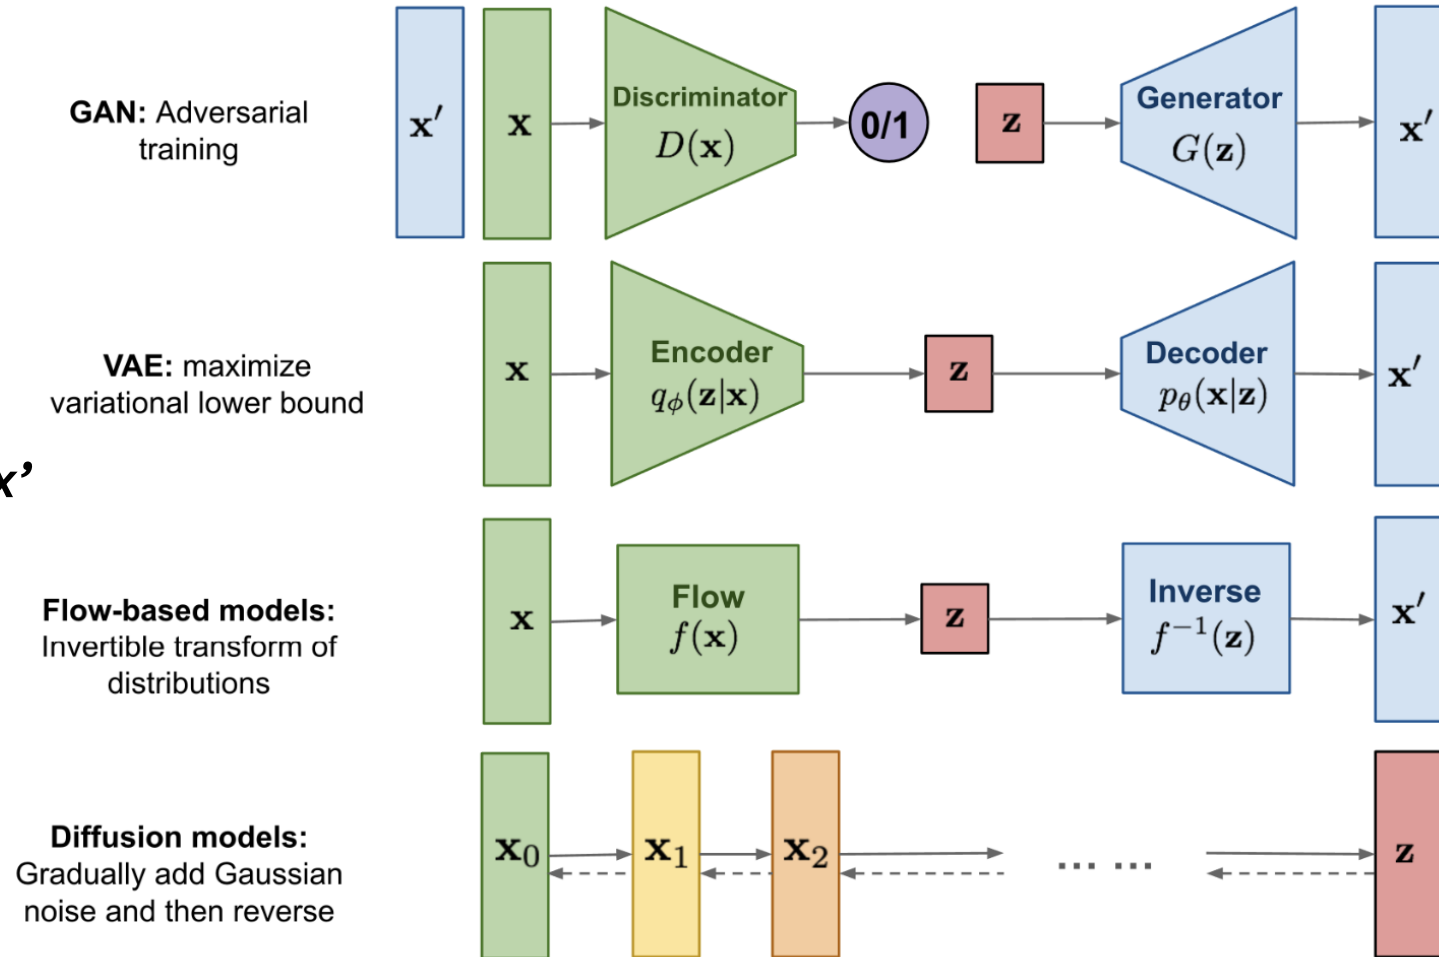 GAN: Adversarial
training
x′
x
Discriminator
D(x)
0/1
z
Generator
G(z)
x′
VAE: maximize
variational lower bound
x
Encoder
qϕ(z|x)
z
Decoder
pθ(x|z)
x′
x’
Flow-based models:
Invertible transform of
distributions
x
Flow
f(x)
z
Inverse
f⁻¹(z)
x′
Diffusion models:
Gradually add Gaussian
noise and then reverse
x₀
x₁
x₂
... ...
z